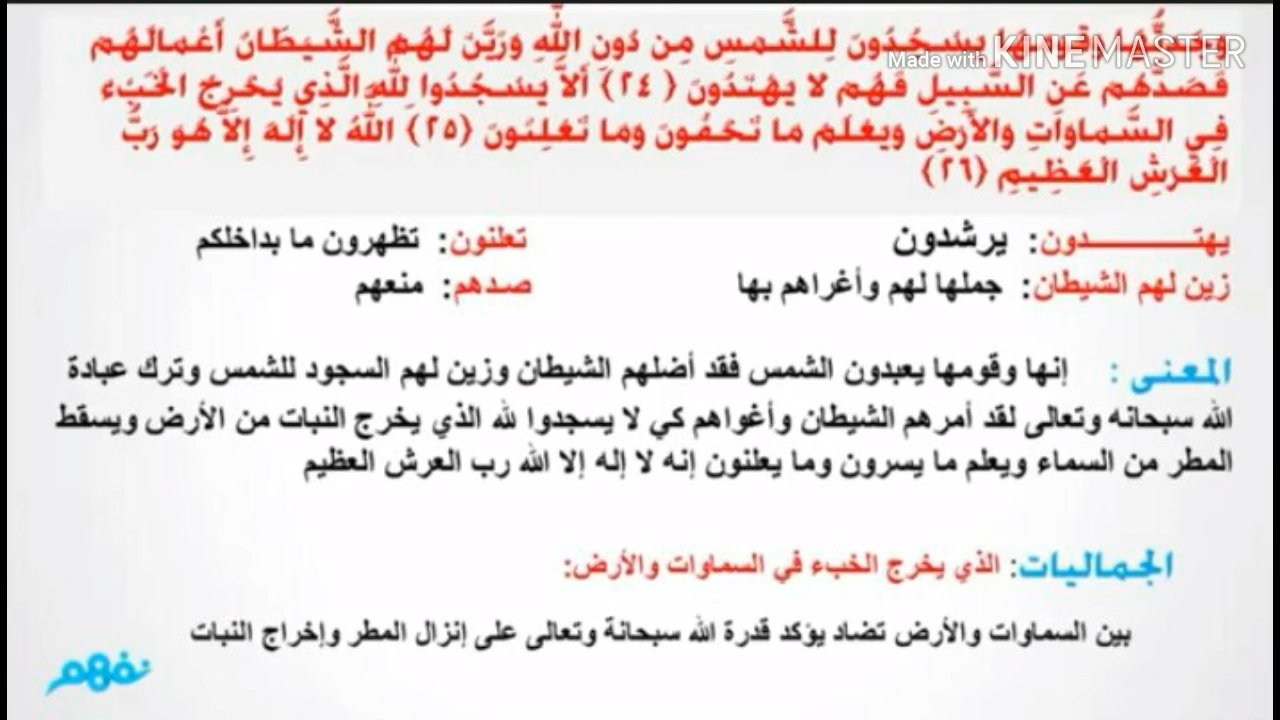 يسجدون للشمس من دون الله وزين لهم الشيطان أعمالهم
Made with KINEMASTER
فصدهم عن السبيل فهم لا يهتدون (٢٤) ألا يسجدوا لله الذي يخرج الخبء
في السماوات والأرض ويعلم ما تخفون وما تعلنون (٢٥) الله لا إله إلا هو رب
العرش العظيم (٢٦)
يهتـــــــدون: يرشدون تعلنون: تظهرون ما بداخلكم
زين لهم الشيطان: جملها لهم وأغراهم بها صدهم: منعهم
المعنى : إنها وقومها يعبدون الشمس فقد أضلهم الشيطان وزين لهم السجود للشمس وترك عبادة
الله سبحانه وتعالى لقد أمرهم الشيطان وأغواهم كي لا يسجدوا لله الذي يخرج النبات من الأرض ويسقط
المطر من السماء ويعلم ما يسرون وما يعلنون إنه لا إله إلا الله رب العرش العظيم
الجماليات: الذي يخرج الخبء في السماوات والأرض:
بين السماوات والأرض تضاد يؤكد قدرة الله سبحانة وتعالى على إنزال المطر وإخراج النبات
نفهم